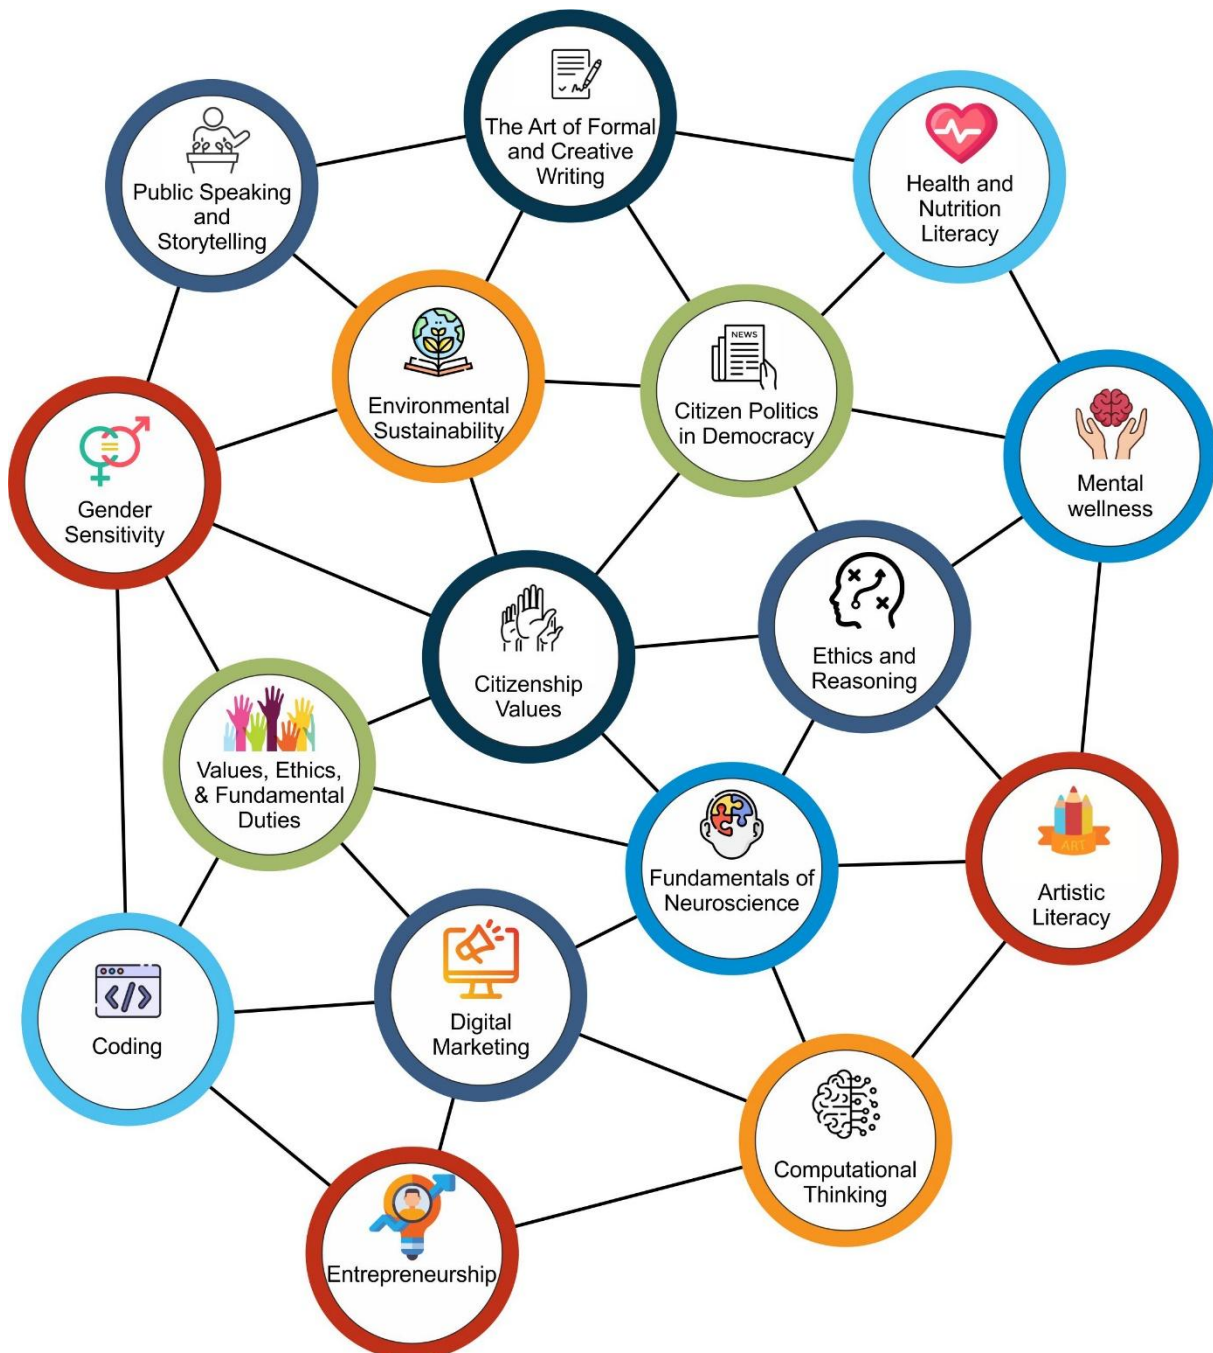 The Art of Formal
and Creative
Writing
Public Speaking
and
Storytelling
Health and
Nutrition
Literacy
NEWS
Environmental
Sustainability
Citizen Politics
in Democracy
Mental
wellness
Gender
Sensitivity
Ethics and
Reasoning
Citizenship
Values
Values, Ethics,
& Fundamental
Duties
ART
Fundamentals of
Neuroscience
Artistic
Literacy
</>
Coding
Digital
Marketing
Computational
Thinking
Entrepreneurship